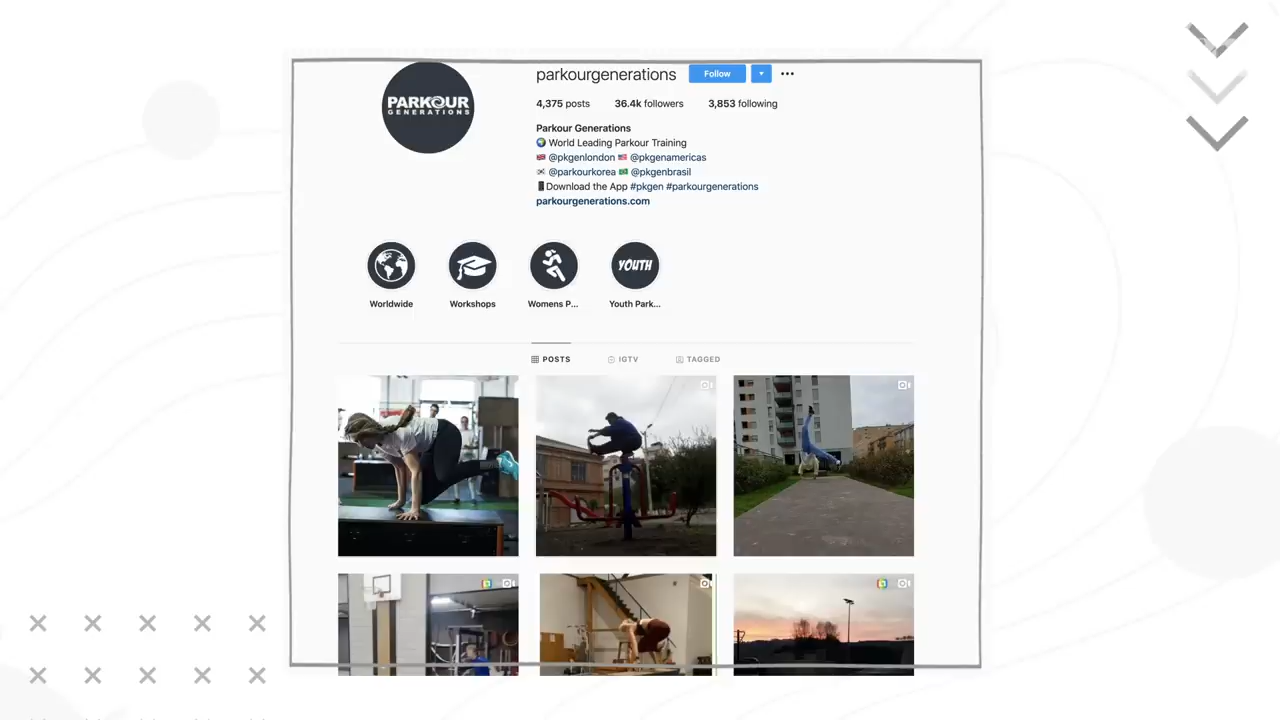 parkourgenerations Follow
4,375 posts 36.4k followers 3,853 following
PARKOUR
GENERATIONS
Parkour Generations
World Leading Parkour Training
@pkgenlondon @pkgenamericas
@parkourkorea @pkgenbrasil
Download the App #pkgen #parkourgenerations
parkourgenerations.com
YOUTH
Worldwide Workshops Womens P... Youth Park...
POSTS IGTV TAGGED